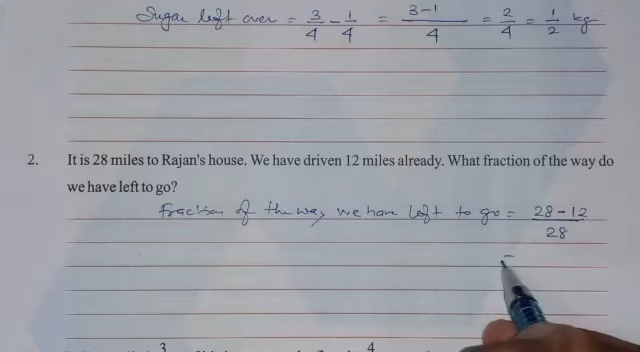 Sugar left over = 3/4 - 1/4 = 3-1/4 = 2/4 = 1/2 kg
2. It is 28 miles to Rajan's house. We have driven 12 miles already. What fraction of the way do
we have left to go?
Fraction of the way we have left to go = 28-12/28
=
3 4